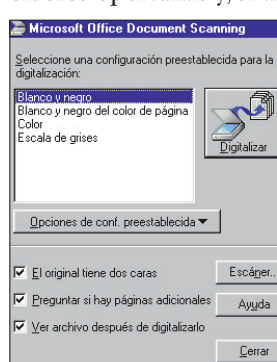 Microsoft Office Document Scanning
Seleccione una configuración preestablecida para la
digitalización:
Blanco y negro
Blanco y negro del color de página
Color
Escala de grises
Digitalizar
Opciones de conf. preestablecida
El original tiene dos caras
Escáner...
Preguntar si hay páginas adicionales
Ayuda
Ver archivo después de digitalizarlo
Cerrar